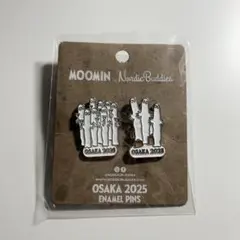 MOOMIN NordicBuddies
OSAKA 2025 OSAKA 2025
OSAKA 2025
ENAMEL PINS